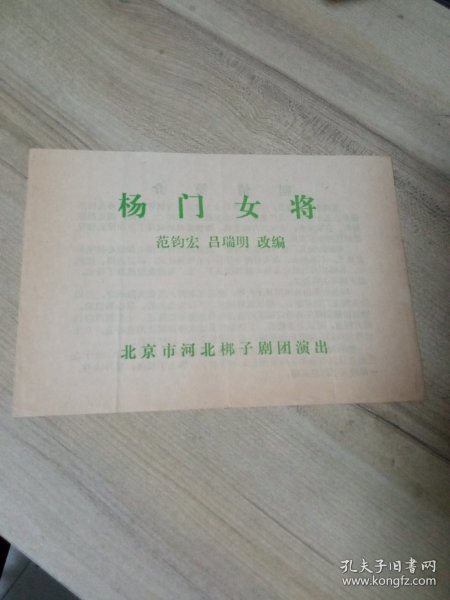 杨门女将
范钧宏 吕瑞明 改编
北京市河北梆子剧团演出
孔夫子旧书网
www.kongfz.com